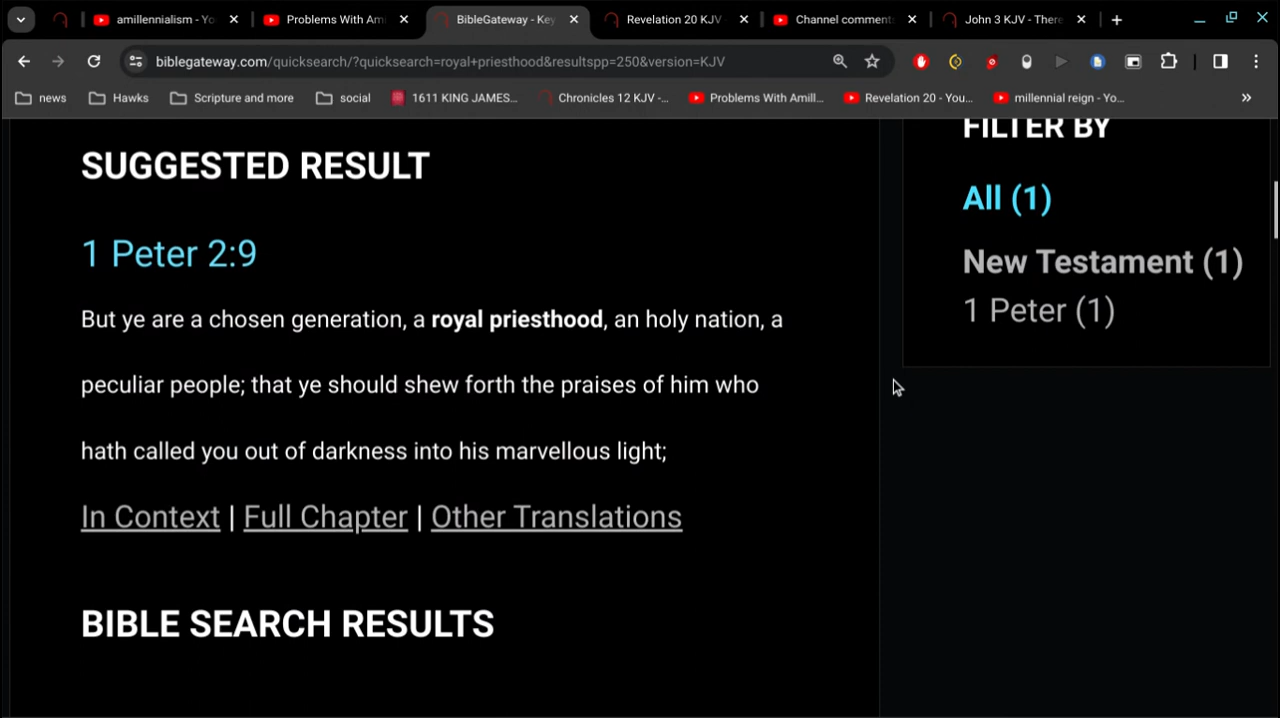 amillennialism - Yo
Problems With Ami
BibleGateway - Key
Revelation 20 KJV
Channel comments
John 3 KJV - There
biblegateway.com/quicksearch/?quicksearch=royal+priesthood&resultspp=250&version=KJV
news
Hawks
Scripture and more
social
1611 KING JAMES...
Chronicles 12 KJV -...
Problems With Amill...
Revelation 20 - You...
millennial reign - Yo...
SUGGESTED RESULT
1 Peter 2:9
But ye are a chosen generation, a royal priesthood, an holy nation, a
peculiar people; that ye should shew forth the praises of him who
hath called you out of darkness into his marvellous light;
In Context | Full Chapter | Other Translations
BIBLE SEARCH RESULTS
FILTER BY
All (1)
New Testament (1)
1 Peter (1)